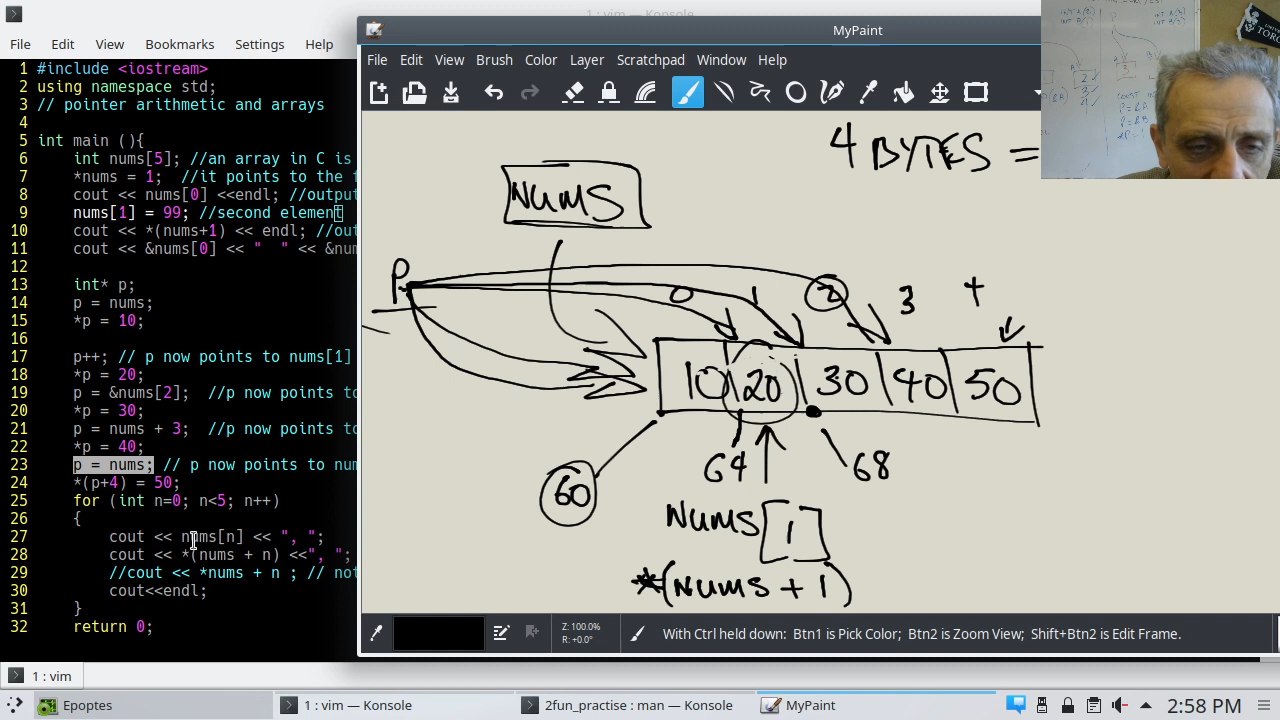 1 : vim — Konsole
File Edit View Bookmarks Settings Help
1 #include <iostream>
2 using namespace std;
3 // pointer arithmetic and arrays
4
5 int main (){
6 int nums[5]; //an array in C is
7 *nums = 1; //it points to the f
8 cout << nums[0] <<endl; //output
9 nums[1] = 99; //second element
10 cout << *(nums+1) << endl; //ou
11 cout << &nums[0] << " " << &num
12
13 int* p;
14 p = nums;
15 *p = 10;
16
17 p++; // p now points to nums[1]
18 *p = 20;
19 p = &nums[2]; //p now points to
20 *p = 30;
21 p = nums + 3; //p now points to
22 *p = 40;
23 p = nums; // p now points to num
24 *(p+4) = 50;
25 for (int n=0; n<5; n++)
26 {
27 cout << nums[n] << ", ";
28 cout << *(nums + n) <<", ";
29 //cout << *nums + n ; // not
30 cout<<endl;
31 }
32 return 0;
1 : vim
MyPaint
File Edit View Brush Color Layer Scratchpad Window Help
4 BYTES =
NUMS
P
0 1 2 3 4
10 20 30 40 50
60 64 68
NUMS [1]
*(NUMS + 1)
Z: 100.0%
R: +0.0°
With Ctrl held down: Btn1 is Pick Color; Btn2 is Zoom View; Shift+Btn2 is Edit Frame.
Epoptes
1 : vim — Konsole
2fun_practise : man — Konsole
MyPaint
2:58 PM